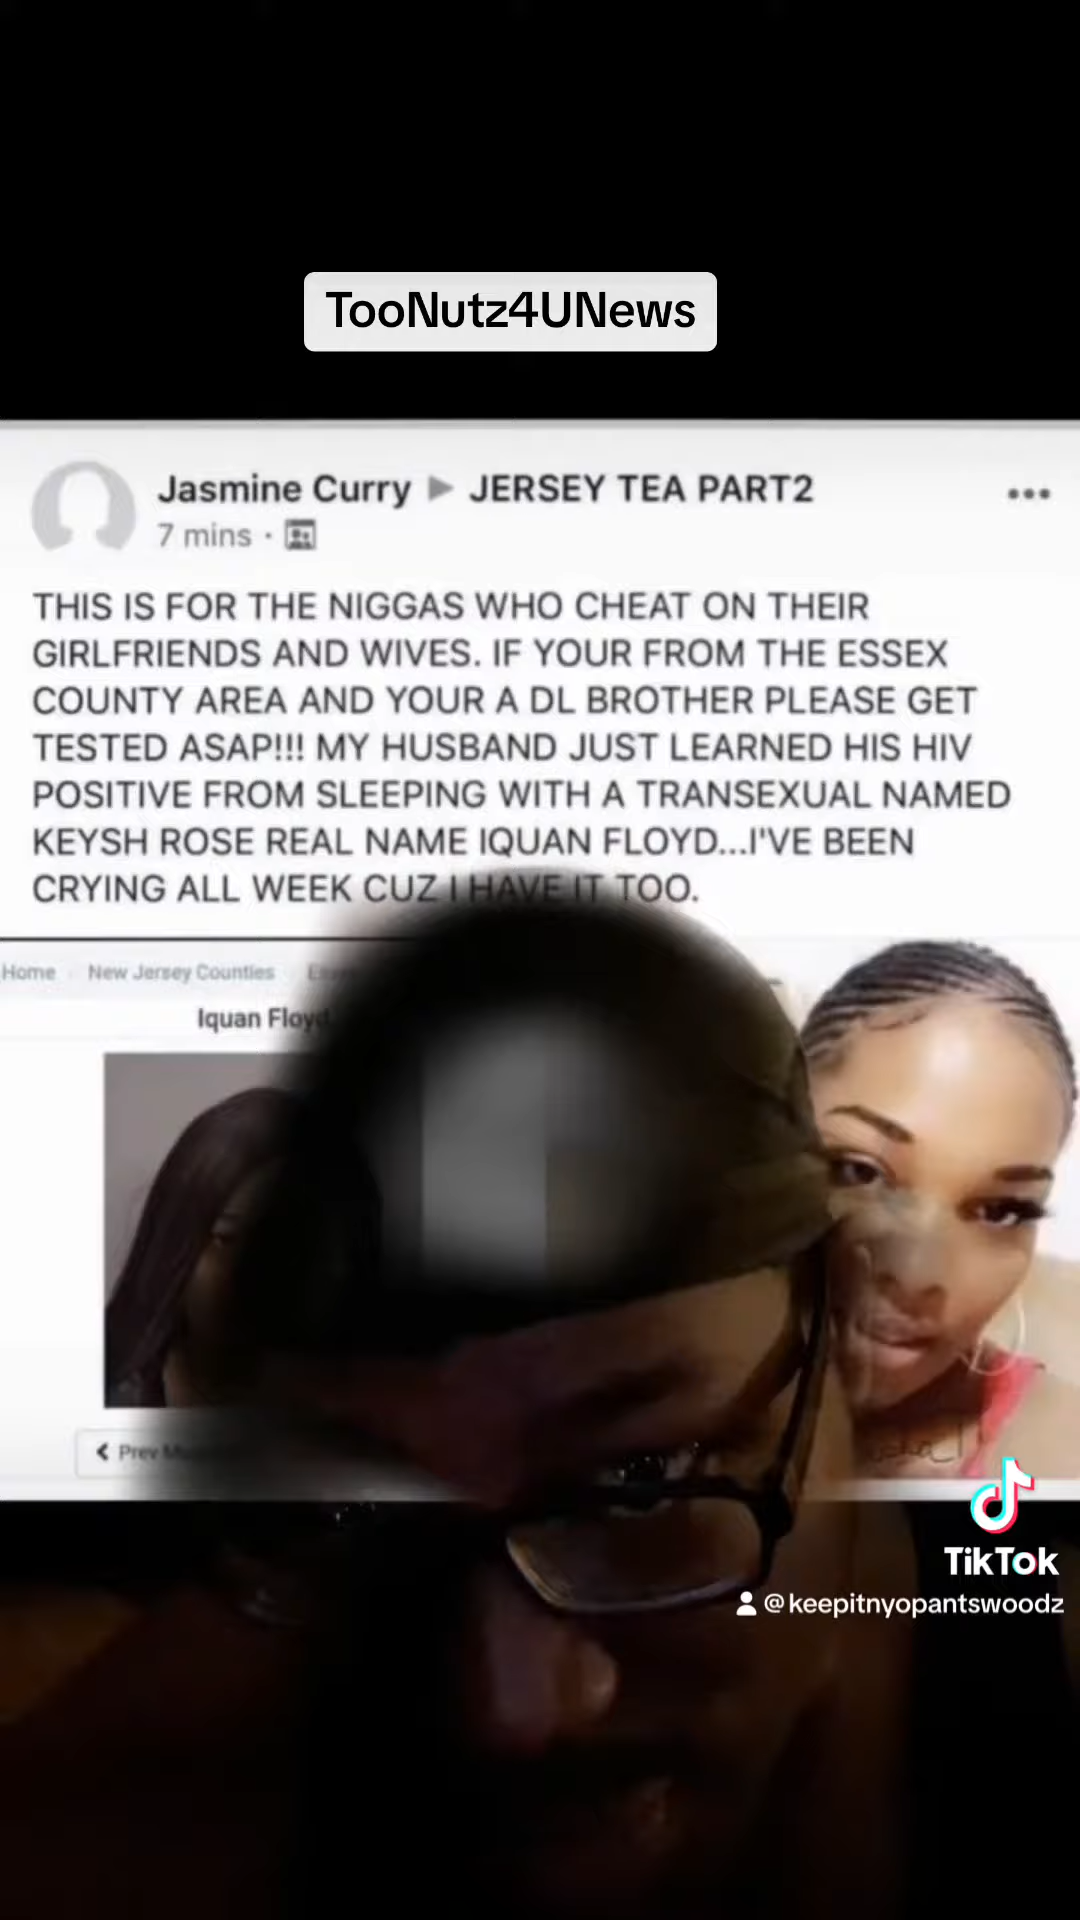 TooNutz4UNews
Jasmine Curry ▶ JERSEY TEA PART2
7 mins ·
THIS IS FOR THE NIGGAS WHO CHEAT ON THEIR
GIRLFRIENDS AND WIVES. IF YOUR FROM THE ESSEX
COUNTY AREA AND YOUR A DL BROTHER PLEASE GET
TESTED ASAP!!! MY HUSBAND JUST LEARNED HIS HIV
POSITIVE FROM SLEEPING WITH A TRANSEXUAL NAMED
KEYSH ROSE REAL NAME IQUAN FLOYD...I'VE BEEN
CRYING ALL WEEK CUZ I HAVE IT TOO.
Home New Jersey Counties
Iquan Floyd
Prev
TikTok
@keepitnyopantswoodz